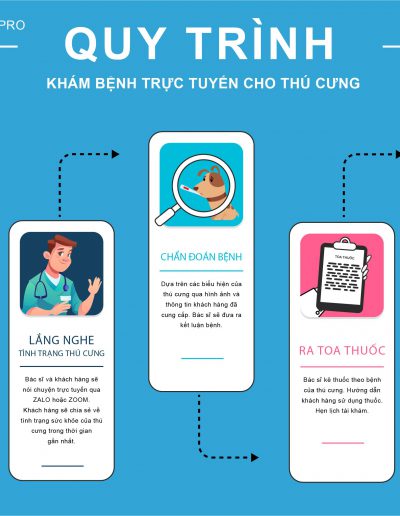 PRO
QUY TRÌNH
KHÁM BỆNH TRỰC TUYẾN CHO THÚ CƯNG
LẮNG NGHE
TÌNH TRẠNG THÚ CƯNG
Bác sĩ và khách hàng sẽ
nói chuyện trực tuyến qua
ZALO hoặc ZOOM.
Khách hàng sẽ chia sẻ về
tình trạng sức khỏe của thú
cưng trong thời gian
gần nhất.
CHẨN ĐOÁN BỆNH
Dựa trên các biểu hiện của
thú cưng qua hình ảnh và
thông tin khách hàng đã
cung cấp. Bác sĩ sẽ đưa ra
kết luận bệnh.
TOA THUỐC
RA TOA THUỐC
Bác sĩ kê thuốc theo bệnh
của thú cưng. Hướng dẫn
khách hàng sử dụng thuốc.
Hẹn lịch tái khám.